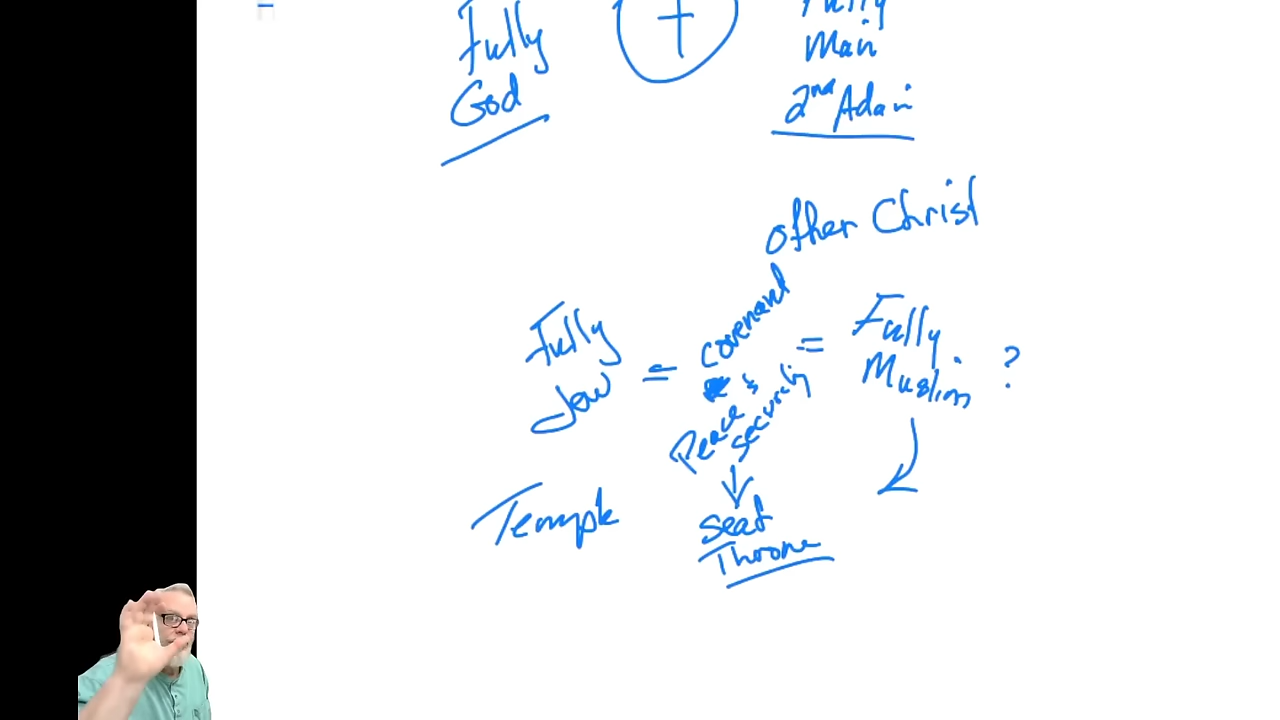 Fully
God
Fully
Man
2nd Adam
other Christ
Fully
Jew
=
covenant
&
Peace
security
=
Fully
Muslim
?
Temple
seat
Throne